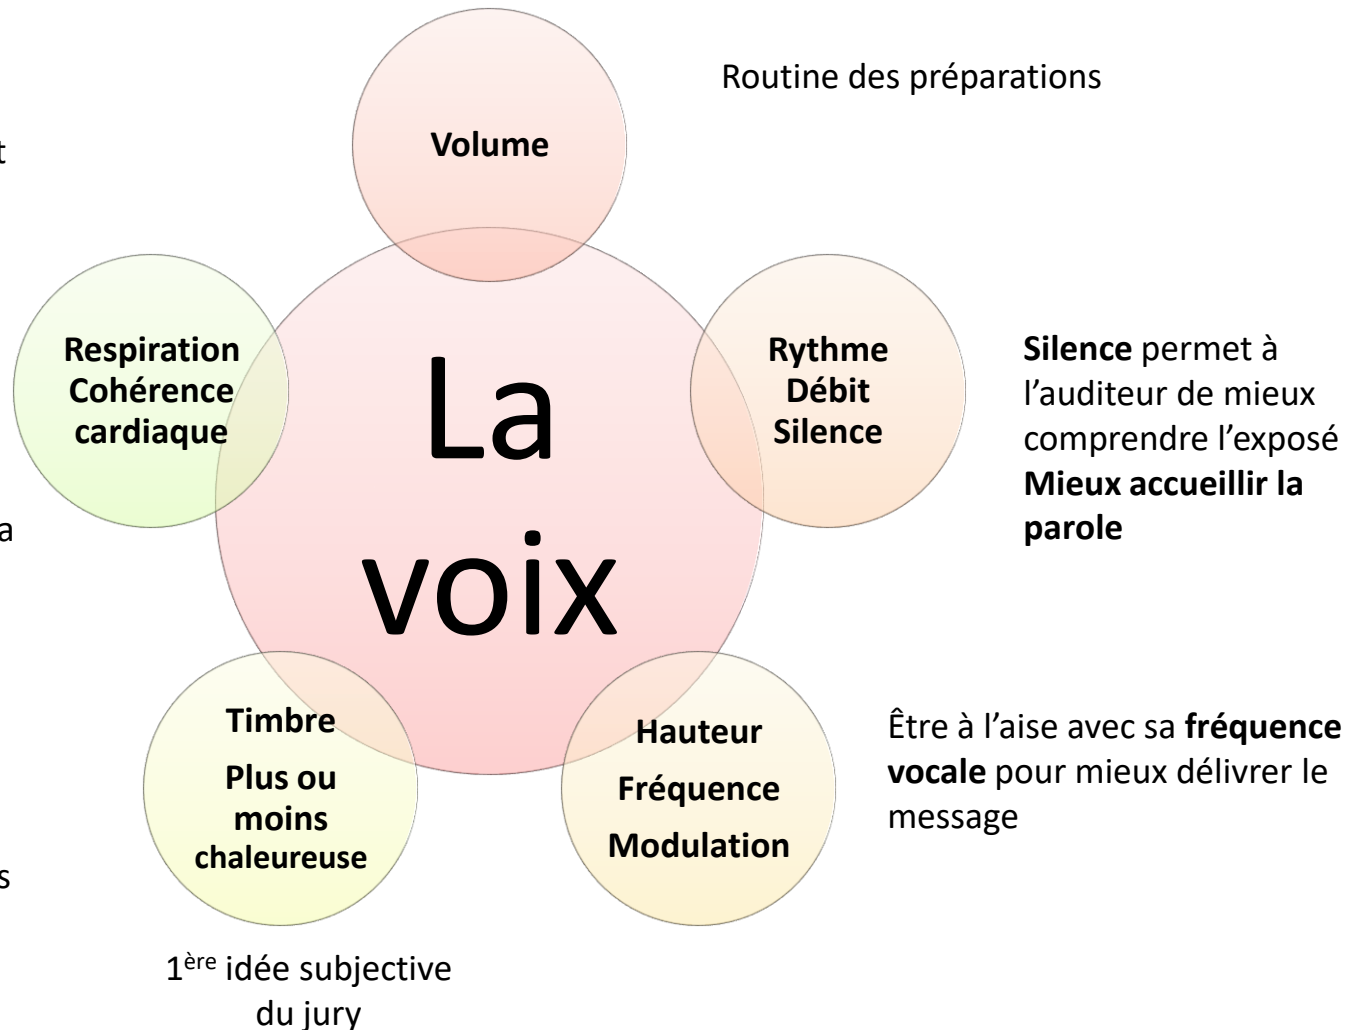 Routine des préparations
Volume
t
Respiration
Cohérence
cardiaque
La
voix
Rythme
Débit
Silence
Silence permet à
l’auditeur de mieux
comprendre l’exposé
Mieux accueillir la
parole
a
Timbre
Plus ou
moins
chaleureuse
Hauteur
Fréquence
Modulation
Être à l’aise avec sa fréquence
vocale pour mieux délivrer le
message
s
1ère idée subjective
du jury